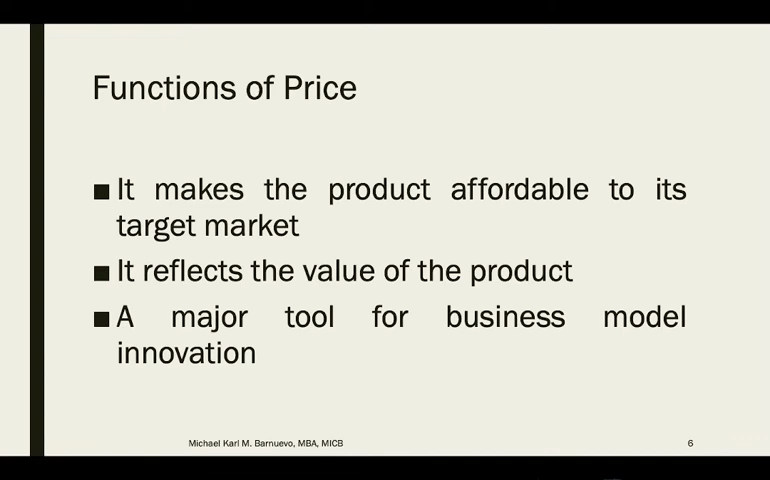 Functions of Price
■ It makes the product affordable to its
target market
■ It reflects the value of the product
■ A major tool for business model
innovation
Michael Karl M. Barnuevo, MBA, MICB
6